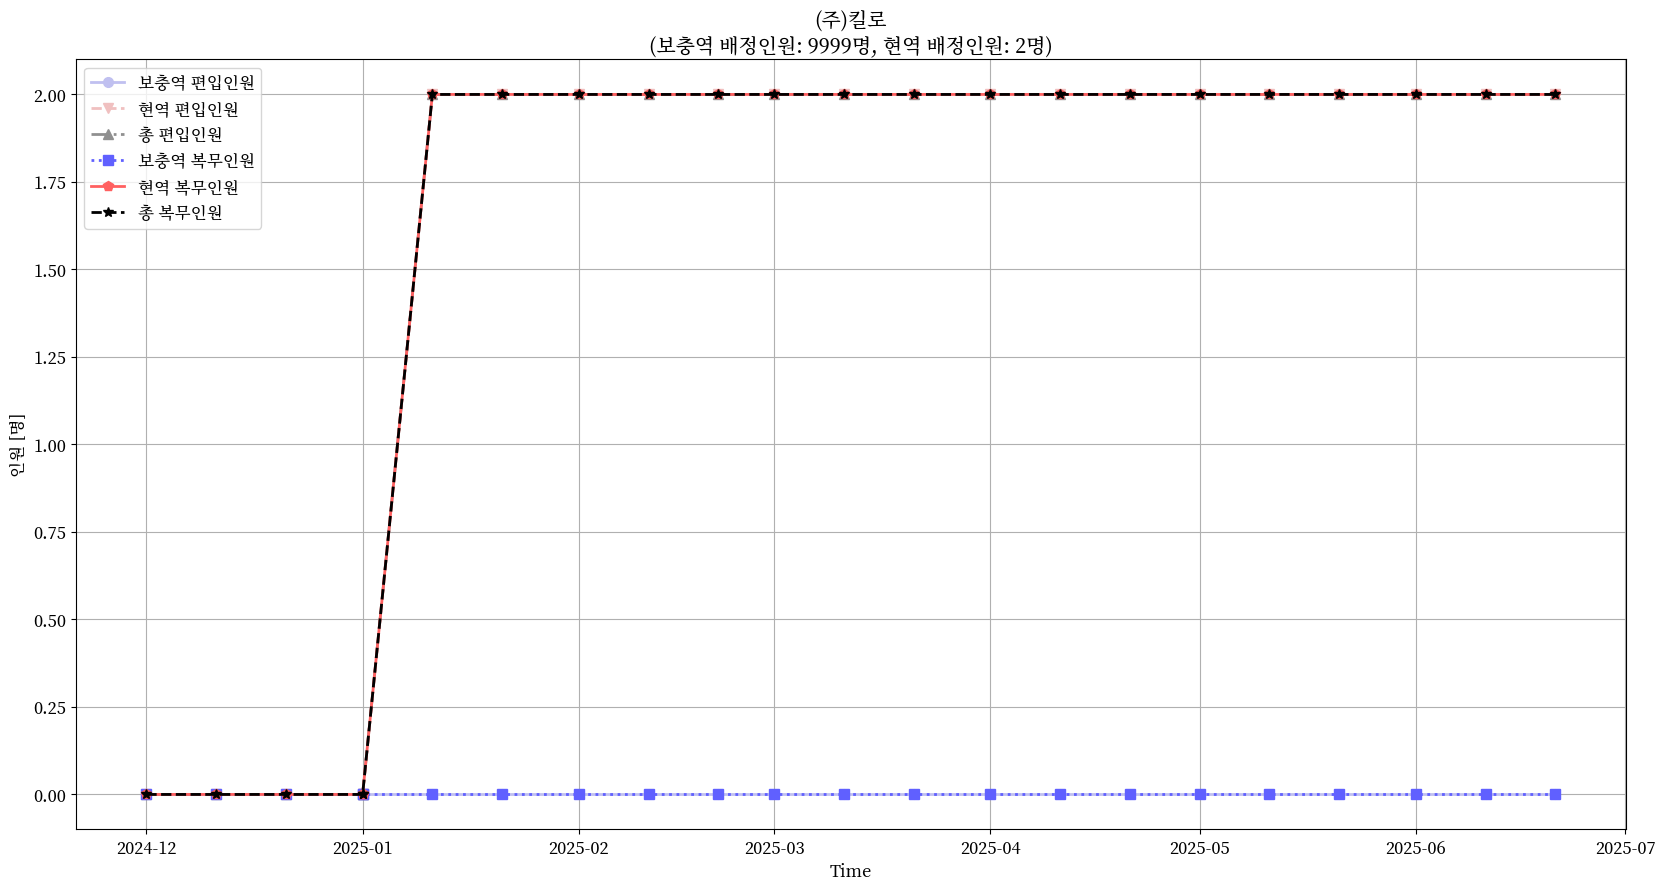 (주)킬로
(보충역 배정인원: 9999명, 현역 배정인원: 2명)
보충역 편입인원
현역 편입인원
총 편입인원
보충역 복무인원
현역 복무인원
총 복무인원
2.00
1.75
1.50
1.25
1.00
0.75
0.50
0.25
0.00
인원 [명]
2024-12
2025-01
2025-02
2025-03
2025-04
2025-05
2025-06
2025-07
Time